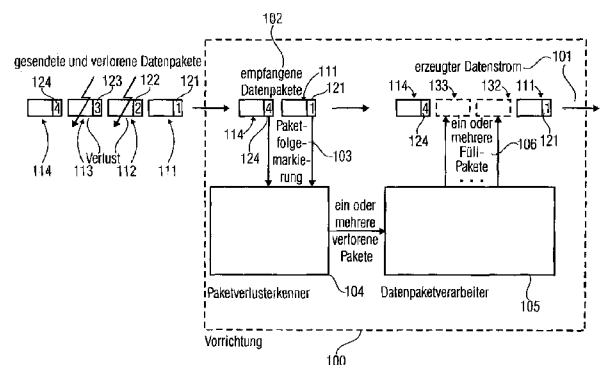 102
gesendete und verlorene Datenpakete
empfangene
Datenpakete
erzeugter Datenstrom
101
124
123
122
121
111
121
114
133
132
111
4
3
2
1
4
1
4
1
114
113
Verlust
112
111
114
124
Paket-
folge-
markie-
rung
103
124
ein oder
mehrere
Füll-
Pakete
106
121
ein oder
mehrere
verlorene
Pakete
Paketverlusterkenner
104
Datenpaketverarbeiter
105
Vorrichtung
100